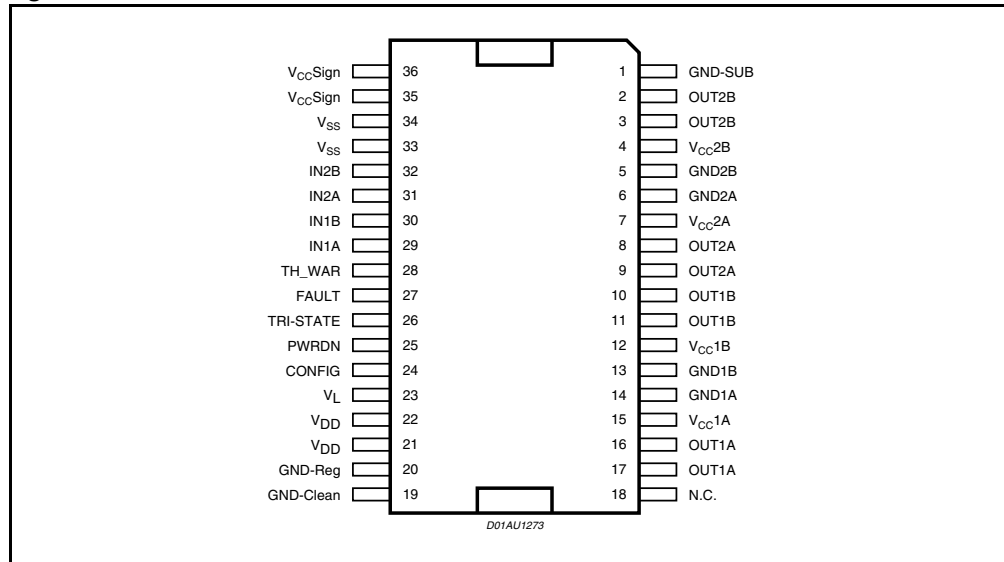 VCCSign 36 1 GND-SUB
VCCSign 35 2 OUT2B
VSS 34 3 OUT2B
VSS 33 4 VCC2B
IN2B 32 5 GND2B
IN2A 31 6 GND2A
IN1B 30 7 VCC2A
IN1A 29 8 OUT2A
TH_WAR 28 9 OUT2A
FAULT 27 10 OUT1B
TRI-STATE 26 11 OUT1B
PWRDN 25 12 VCC1B
CONFIG 24 13 GND1B
VL 23 14 GND1A
VDD 22 15 VCC1A
VDD 21 16 OUT1A
GND-Reg 20 17 OUT1A
GND-Clean 19 18 N.C.
D01AU1273